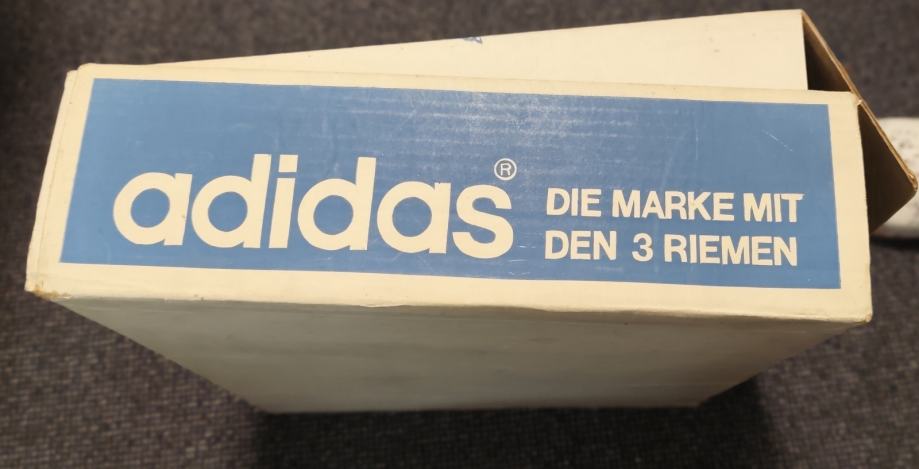 adidas®
DIE MARKE MIT
DEN 3 RIEMEN